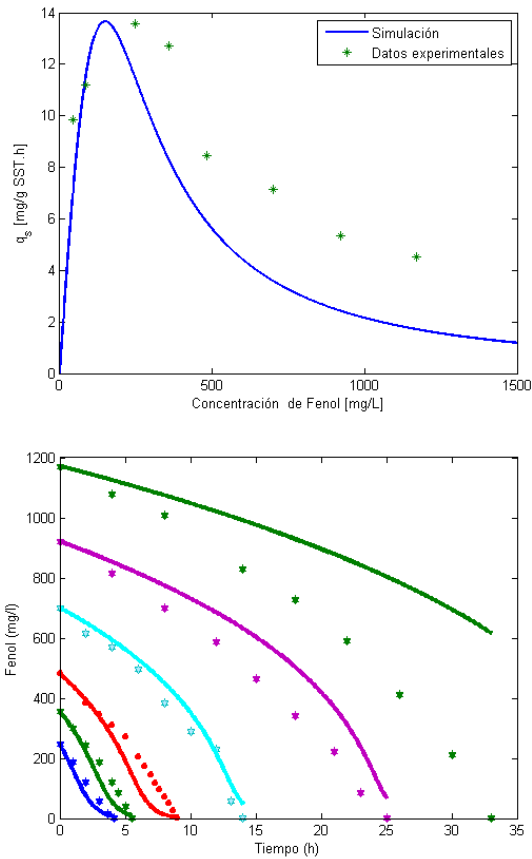 14
12
10
8
6
4
2
0
q_s [mg/g SST.h]
Simulación
Datos experimentales
0 500 1000 1500
Concentración de Fenol [mg/L]
1200
1000
800
600
400
200
0
Fenol (mg/l)
0 5 10 15 20 25 30 35
Tiempo (h)